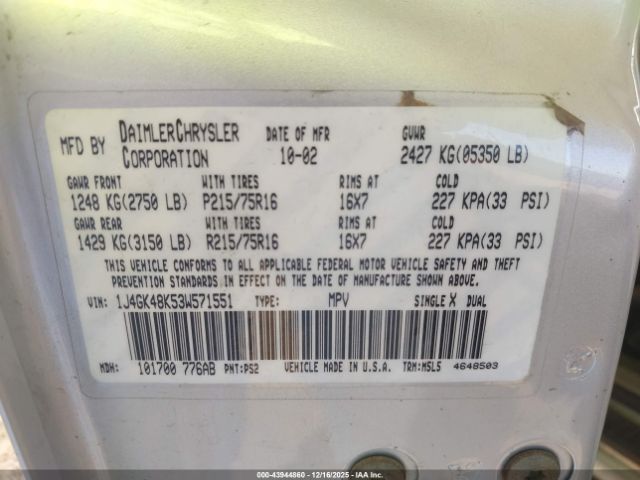 MFD BY DAIMLERCHRYSLER CORPORATION DATE OF MFR 10-02 GVWR 2427 KG(05350 LB)
GAWR FRONT WITH TIRES RIMS AT COLD
1248 KG(2750 LB) P215/75R16 16X7 227 KPA(33 PSI)
GAWR REAR WITH TIRES RIMS AT COLD
1429 KG(3150 LB) R215/75R16 16X7 227 KPA(33 PSI)
THIS VEHICLE CONFORMS TO ALL APPLICABLE FEDERAL MOTOR VEHICLE SAFETY AND THEFT
PREVENTION STANDARDS IN EFFECT ON THE DATE OF MANUFACTURE SHOWN ABOVE.
VIN: 1J4GK48K53W571551 TYPE: MPV SINGLE X DUAL
MDH: 101700 776AB PNT:PS2 VEHICLE MADE IN U.S.A. TRM:MSL5 4648503
000-43944860 - 12/16/2025 - IAA, Inc.